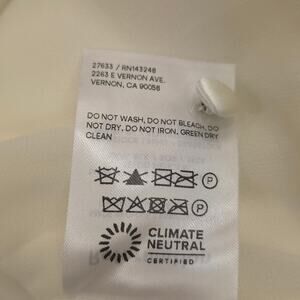 27633 / RN143248
2263 E VERNON AVE.
VERNON, CA 90058
DO NOT WASH, DO NOT BLEACH, DO
NOT DRY, DO NOT IRON, GREEN DRY
CLEAN
P
P
CLIMATE
NEUTRAL
CERTIFIED